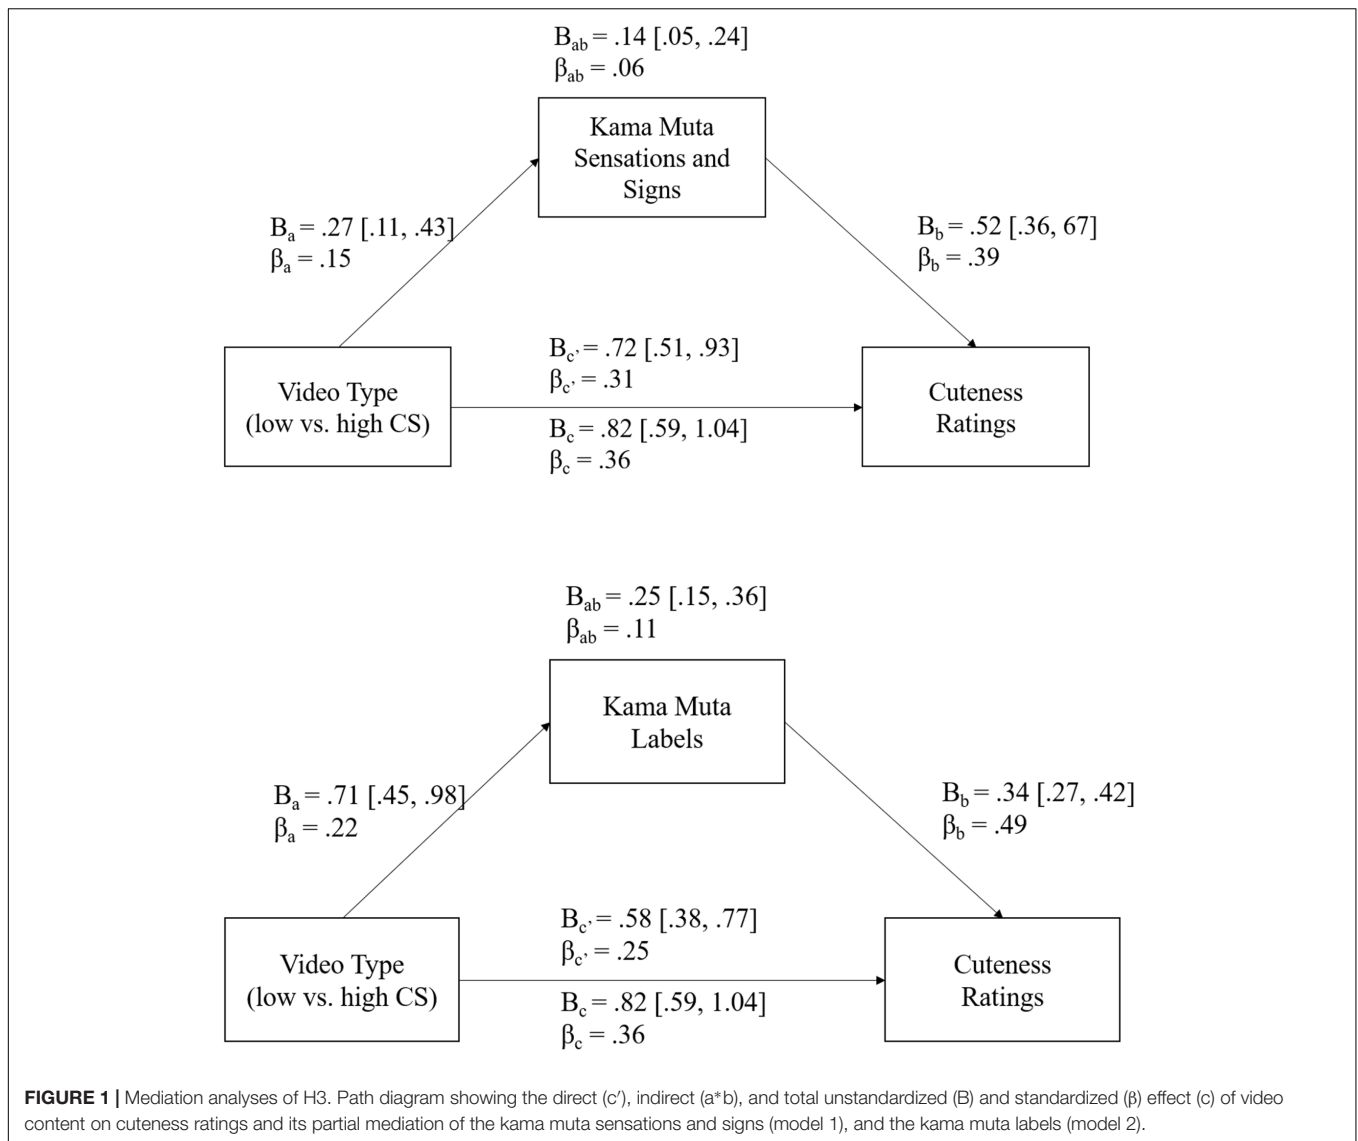 B_ab = .14 [.05, .24]
β_ab = .06
Kama Muta
Sensations and
Signs
B_a = .27 [.11, .43]
β_a = .15
B_b = .52 [.36, 67]
β_b = .39
B_c’ = .72 [.51, .93]
β_c’ = .31
Video Type
(low vs. high CS)
Cuteness
Ratings
B_c = .82 [.59, 1.04]
β_c = .36
B_ab = .25 [.15, .36]
β_ab = .11
Kama Muta
Labels
B_a = .71 [.45, .98]
β_a = .22
B_b = .34 [.27, .42]
β_b = .49
B_c’ = .58 [.38, .77]
β_c’ = .25
Video Type
(low vs. high CS)
Cuteness
Ratings
B_c = .82 [.59, 1.04]
β_c = .36
FIGURE 1 | Mediation analyses of H3. Path diagram showing the direct (c′), indirect (a*b), and total unstandardized (B) and standardized (β) effect (c) of video
content on cuteness ratings and its partial mediation of the kama muta sensations and signs (model 1), and the kama muta labels (model 2).